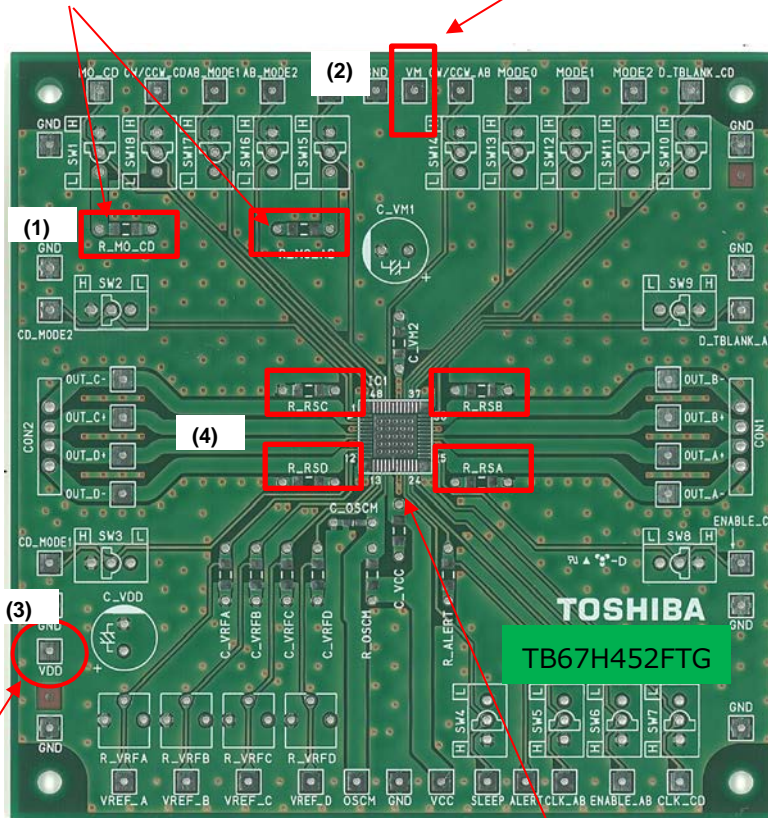 (2)
MO_CD CW/CCW_CD AB_MODE1 AB_MODE2 GND VM CW/CCW_AB MODE0 MODE1 MODE2 D_TBLANK_CD
GND H L SW1 H L SW18 H L H L SW16 H L SW15 H L SW14 H L SW13 H L SW12 H L SW11 H L SW10 GND
(1)
R_MO_CD
C_VM1
+
GND
GND
H SW2 L
L SW9 H
CD_MODE2
C_VM2
IC1
48 37
OUT_C-
R_RSC
R_RSB
OUT_B-
CON2
OUT_C+
OUT_B+
CON1
(4)
OUT_D+
R_RSD
12
25
R_RSA
OUT_A+
OUT_D-
13 24
OUT_A-
C_OSCM
CD_MODE1
H SW3 L
L SW8 H
C_VCC
-D
(3)
GND
C_VDD
+
VDD
C_VRFA
C_VRFB
C_VRFC
C_VRFD
R_OSCM
R_ALERT
TOSHIBA
GND
TB67H452FTG
L H SW4
L H SW5
L H SW6
L H SW7
GND
R_VRFA R_VRFB R_VRFC R_VRFD
GND
VREF_A VREF_B VREF_C VREF_D OSCM GND VCC SLEEP ALERT CLK_AB ENABLE_AB CLK_CD